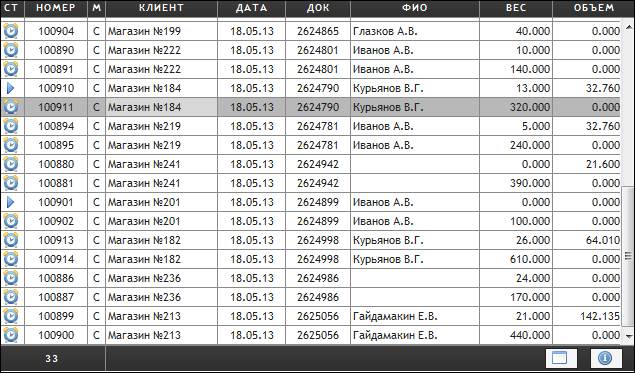 СТ НОМЕР М КЛИЕНТ ДАТА ДОК ФИО ВЕС ОБЪЕМ
100904 С Магазин №199 18.05.13 2624865 Глазков А.В. 40.000 0.000
100890 С Магазин №222 18.05.13 2624801 Иванов А.В. 10.000 0.000
100891 С Магазин №222 18.05.13 2624801 Иванов А.В. 140.000 0.000
100910 С Магазин №184 18.05.13 2624790 Курьянов В.Г. 13.000 32.760
100911 С Магазин №184 18.05.13 2624790 Курьянов В.Г. 320.000 0.000
100894 С Магазин №219 18.05.13 2624781 Иванов А.В. 5.000 32.760
100895 С Магазин №219 18.05.13 2624781 Иванов А.В. 240.000 0.000
100880 С Магазин №241 18.05.13 2624942 0.000 21.600
100881 С Магазин №241 18.05.13 2624942 390.000 0.000
100901 С Магазин №201 18.05.13 2624899 Иванов А.В. 0.000 0.000
100902 С Магазин №201 18.05.13 2624899 Иванов А.В. 100.000 0.000
100913 С Магазин №182 18.05.13 2624998 Курьянов В.Г. 26.000 64.010
100914 С Магазин №182 18.05.13 2624998 Курьянов В.Г. 610.000 0.000
100886 С Магазин №236 18.05.13 2624986 24.000 0.000
100887 С Магазин №236 18.05.13 2624986 170.000 0.000
100899 С Магазин №213 18.05.13 2625056 Гайдамакин Е.В. 21.000 142.135
100900 С Магазин №213 18.05.13 2625056 Гайдамакин Е.В. 440.000 0.000
33